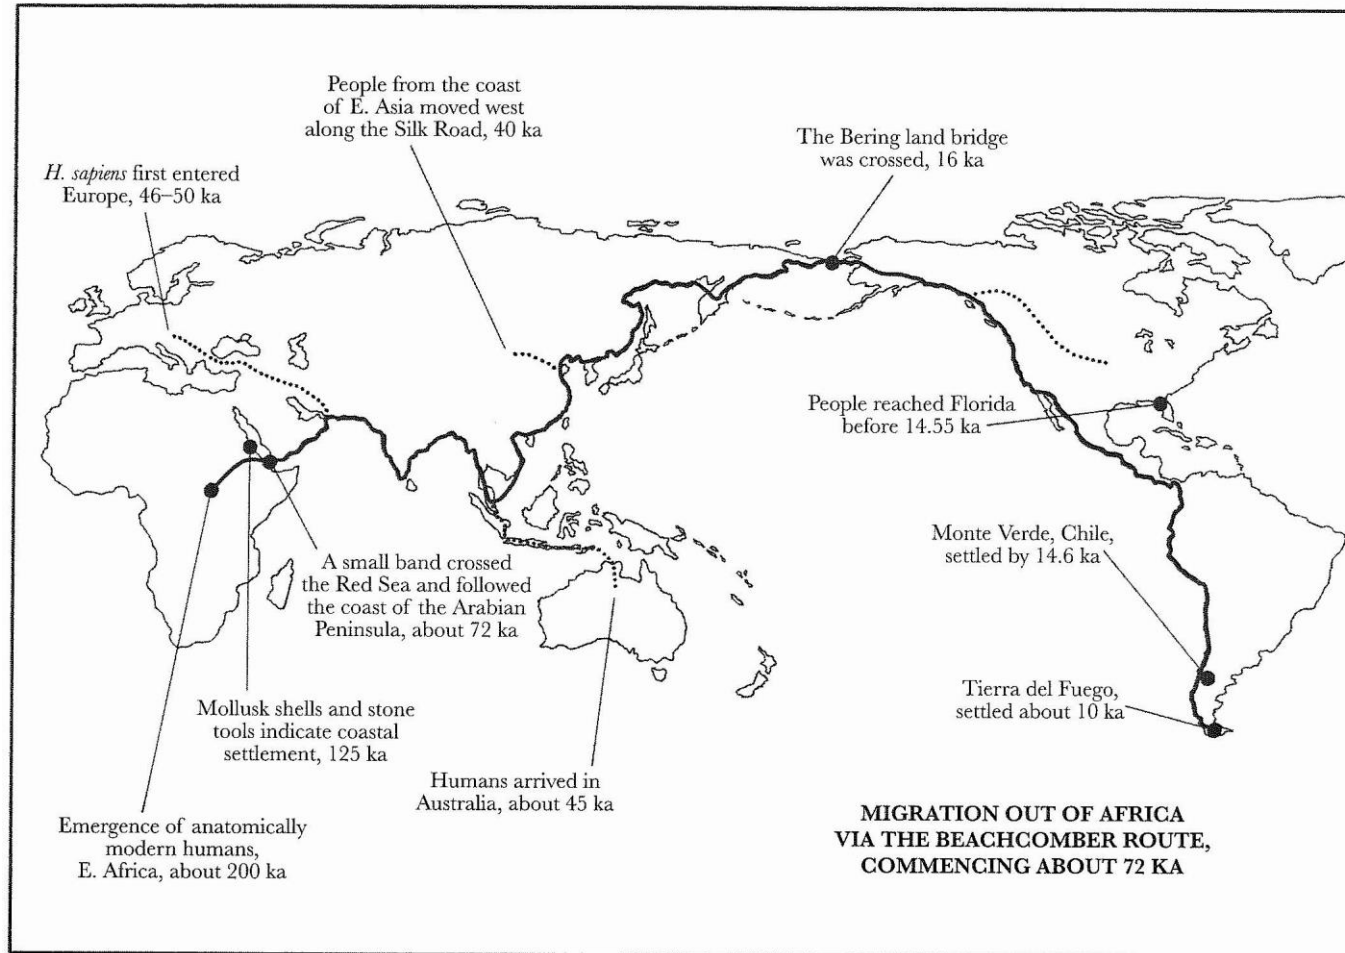 People from the coast
of E. Asia moved west
along the Silk Road, 40 ka
The Bering land bridge
was crossed, 16 ka
H. sapiens first entered
Europe, 46–50 ka
People reached Florida
before 14.55 ka
Monte Verde, Chile,
settled by 14.6 ka
A small band crossed
the Red Sea and followed
the coast of the Arabian
Peninsula, about 72 ka
Tierra del Fuego,
settled about 10 ka
Mollusk shells and stone
tools indicate coastal
settlement, 125 ka
Humans arrived in
Australia, about 45 ka
Emergence of anatomically
modern humans,
E. Africa, about 200 ka
MIGRATION OUT OF AFRICA
VIA THE BEACHCOMBER ROUTE,
COMMENCING ABOUT 72 KA